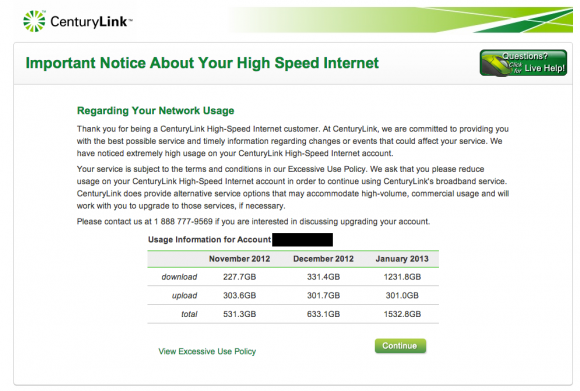 CenturyLink™
Important Notice About Your High Speed Internet
Questions?
Click
for Live Help!
Regarding Your Network Usage
Thank you for being a CenturyLink High-Speed Internet customer. At CenturyLink, we are committed to providing you
with the best possible service and timely information regarding changes or events that could affect your service. We
have noticed extremely high usage on your CenturyLink High-Speed Internet account.
Your service is subject to the terms and conditions in our Excessive Use Policy. We ask that you please reduce
usage on your CenturyLink High-Speed Internet account in order to continue using CenturyLink's broadband service.
CenturyLink does provide alternative service options that may accommodate high-volume, commercial usage and will
work with you to upgrade to those services, if necessary.
Please contact us at 1 888 777-9569 if you are interested in discussing upgrading your account.
Usage Information for Account
November 2012 December 2012 January 2013
download 227.7GB 331.4GB 1231.8GB
upload 303.6GB 301.7GB 301.0GB
total 531.3GB 633.1GB 1532.8GB
View Excessive Use Policy
Continue